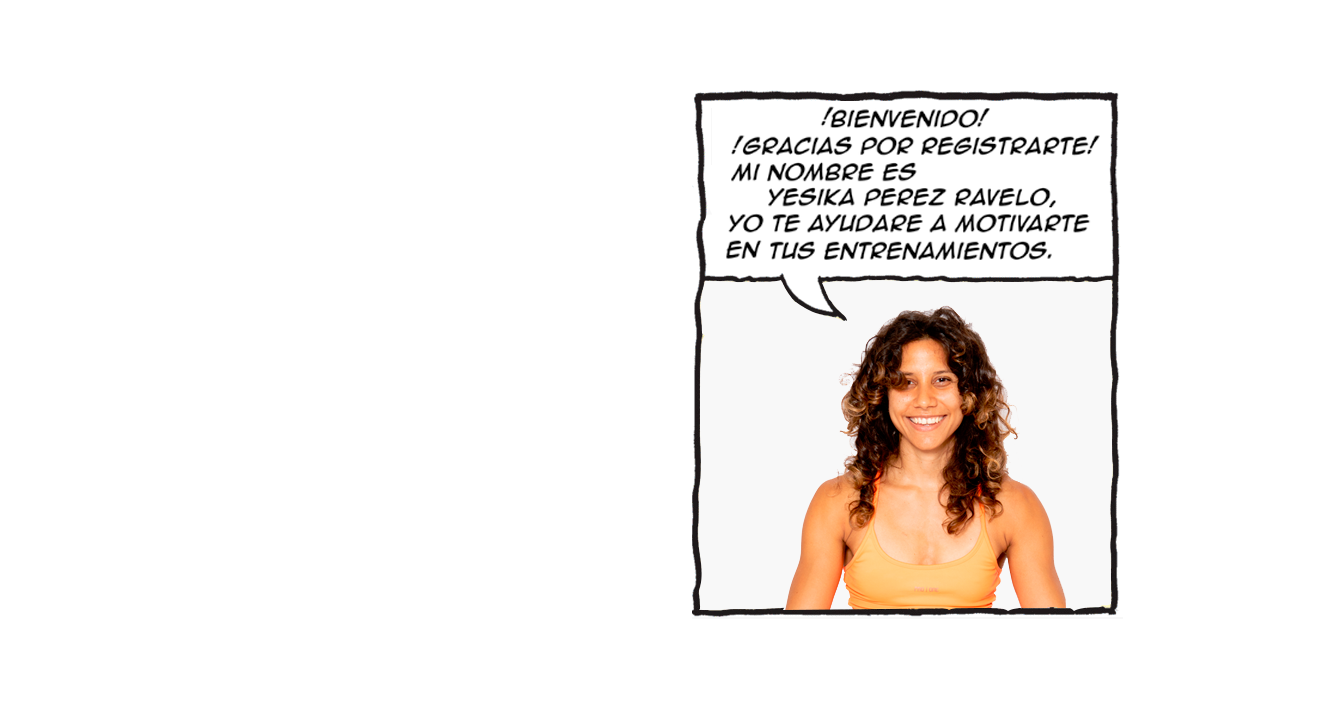 !BIENVENIDO!
!GRACIAS POR REGISTRARTE!
MI NOMBRE ES
YESIKA PEREZ RAVELO,
YO TE AYUDARE A MOTIVARTE
EN TUS ENTRENAMIENTOS.